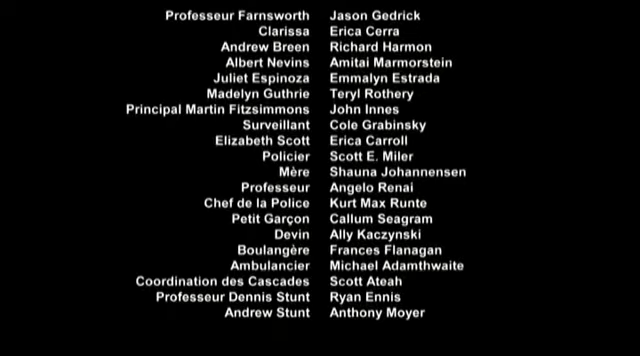 Professeur Farnsworth Jason Gedrick
Clarissa Erica Cerra
Andrew Breen Richard Harmon
Albert Nevins Amitai Marmorstein
Juliet Espinoza Emmalyn Estrada
Madelyn Guthrie Teryl Rothery
Principal Martin Fitzsimmons John Innes
Surveillant Cole Grabinsky
Elizabeth Scott Erica Carroll
Policier Scott E. Miler
Mère Shauna Johannensen
Professeur Angelo Renai
Chef de la Police Kurt Max Runte
Petit Garçon Callum Seagram
Devin Ally Kaczynski
Boulangère Frances Flanagan
Ambulancier Michael Adamthwaite
Coordination des Cascades Scott Ateah
Professeur Dennis Stunt Ryan Ennis
Andrew Stunt Anthony Moyer